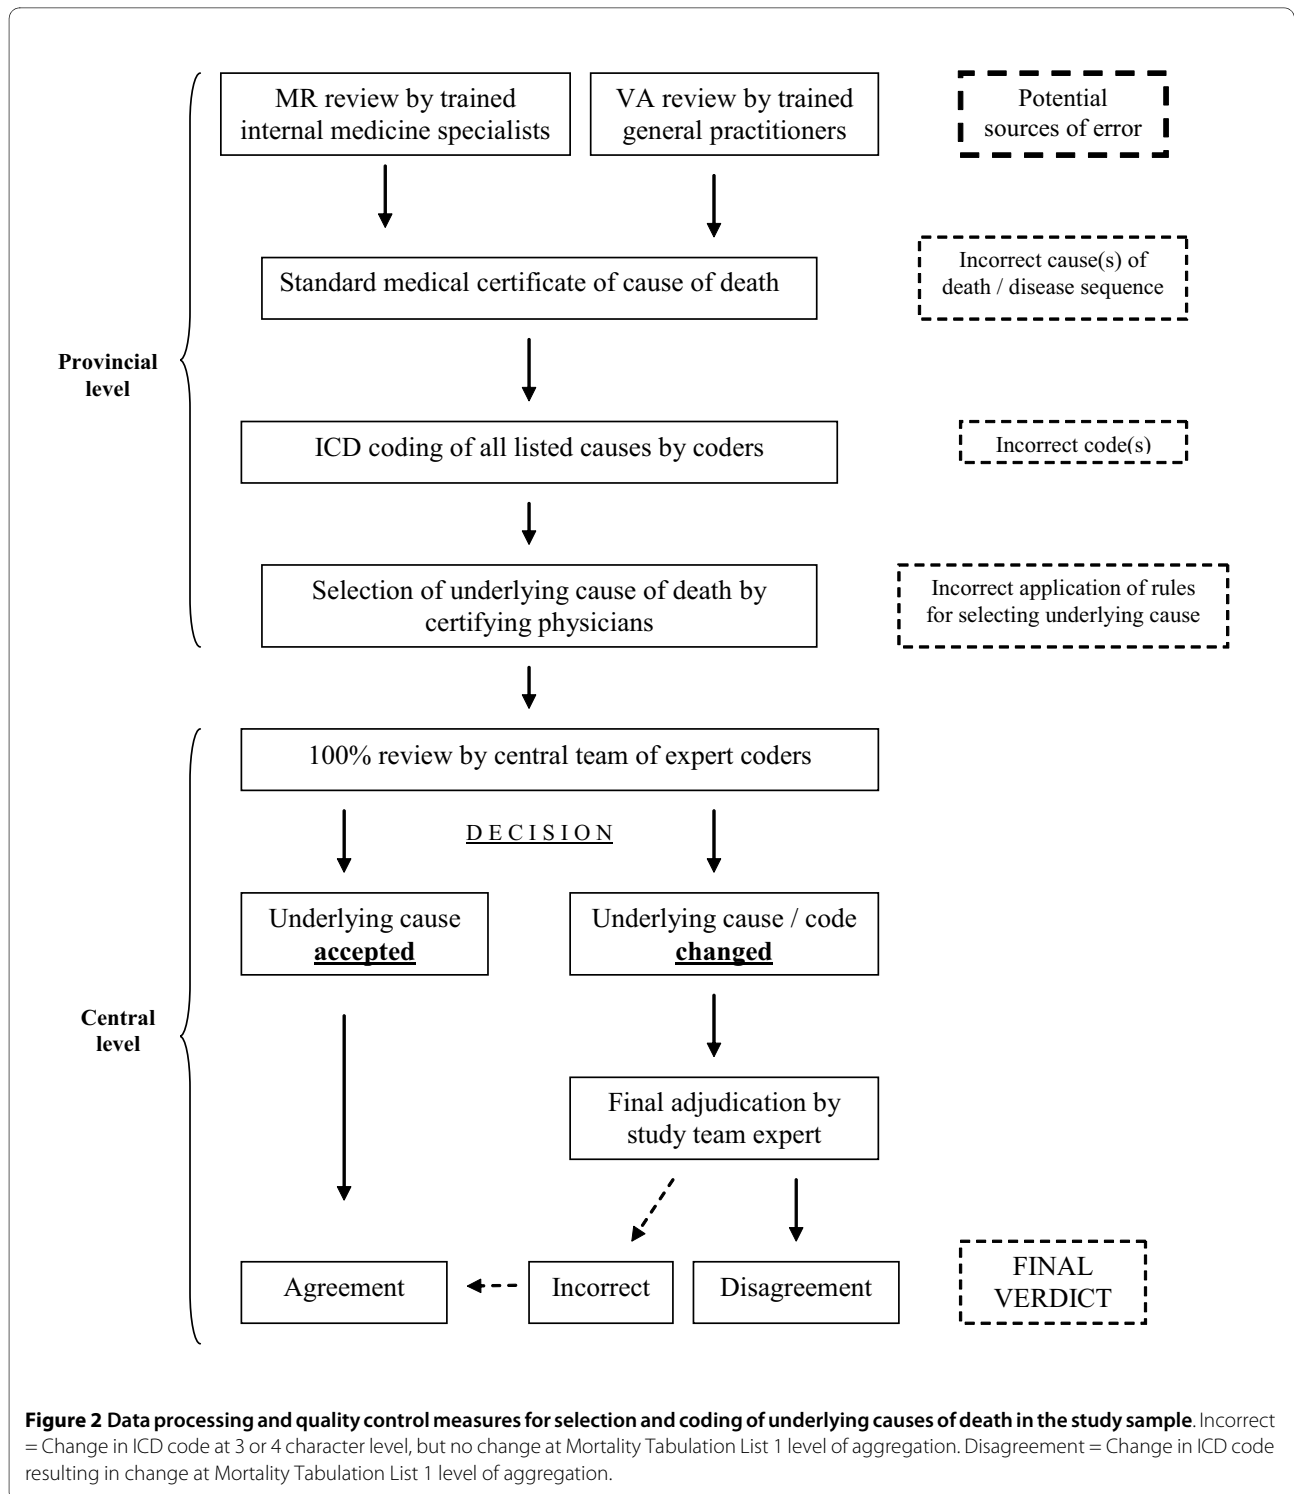 MR review by trained
internal medicine specialists
VA review by trained
general practitioners
Potential
sources of error
Standard medical certificate of cause of death
Incorrect cause(s) of
death / disease sequence
Provincial
level
ICD coding of all listed causes by coders
Incorrect code(s)
Selection of underlying cause of death by
certifying physicians
Incorrect application of rules
for selecting underlying cause
100% review by central team of expert coders
D E C I S I O N
Underlying cause
accepted
Underlying cause / code
changed
Central
level
Final adjudication by
study team expert
Agreement
Incorrect
Disagreement
FINAL
VERDICT
Figure 2 Data processing and quality control measures for selection and coding of underlying causes of death in the study sample. Incorrect
= Change in ICD code at 3 or 4 character level, but no change at Mortality Tabulation List 1 level of aggregation. Disagreement = Change in ICD code
resulting in change at Mortality Tabulation List 1 level of aggregation.